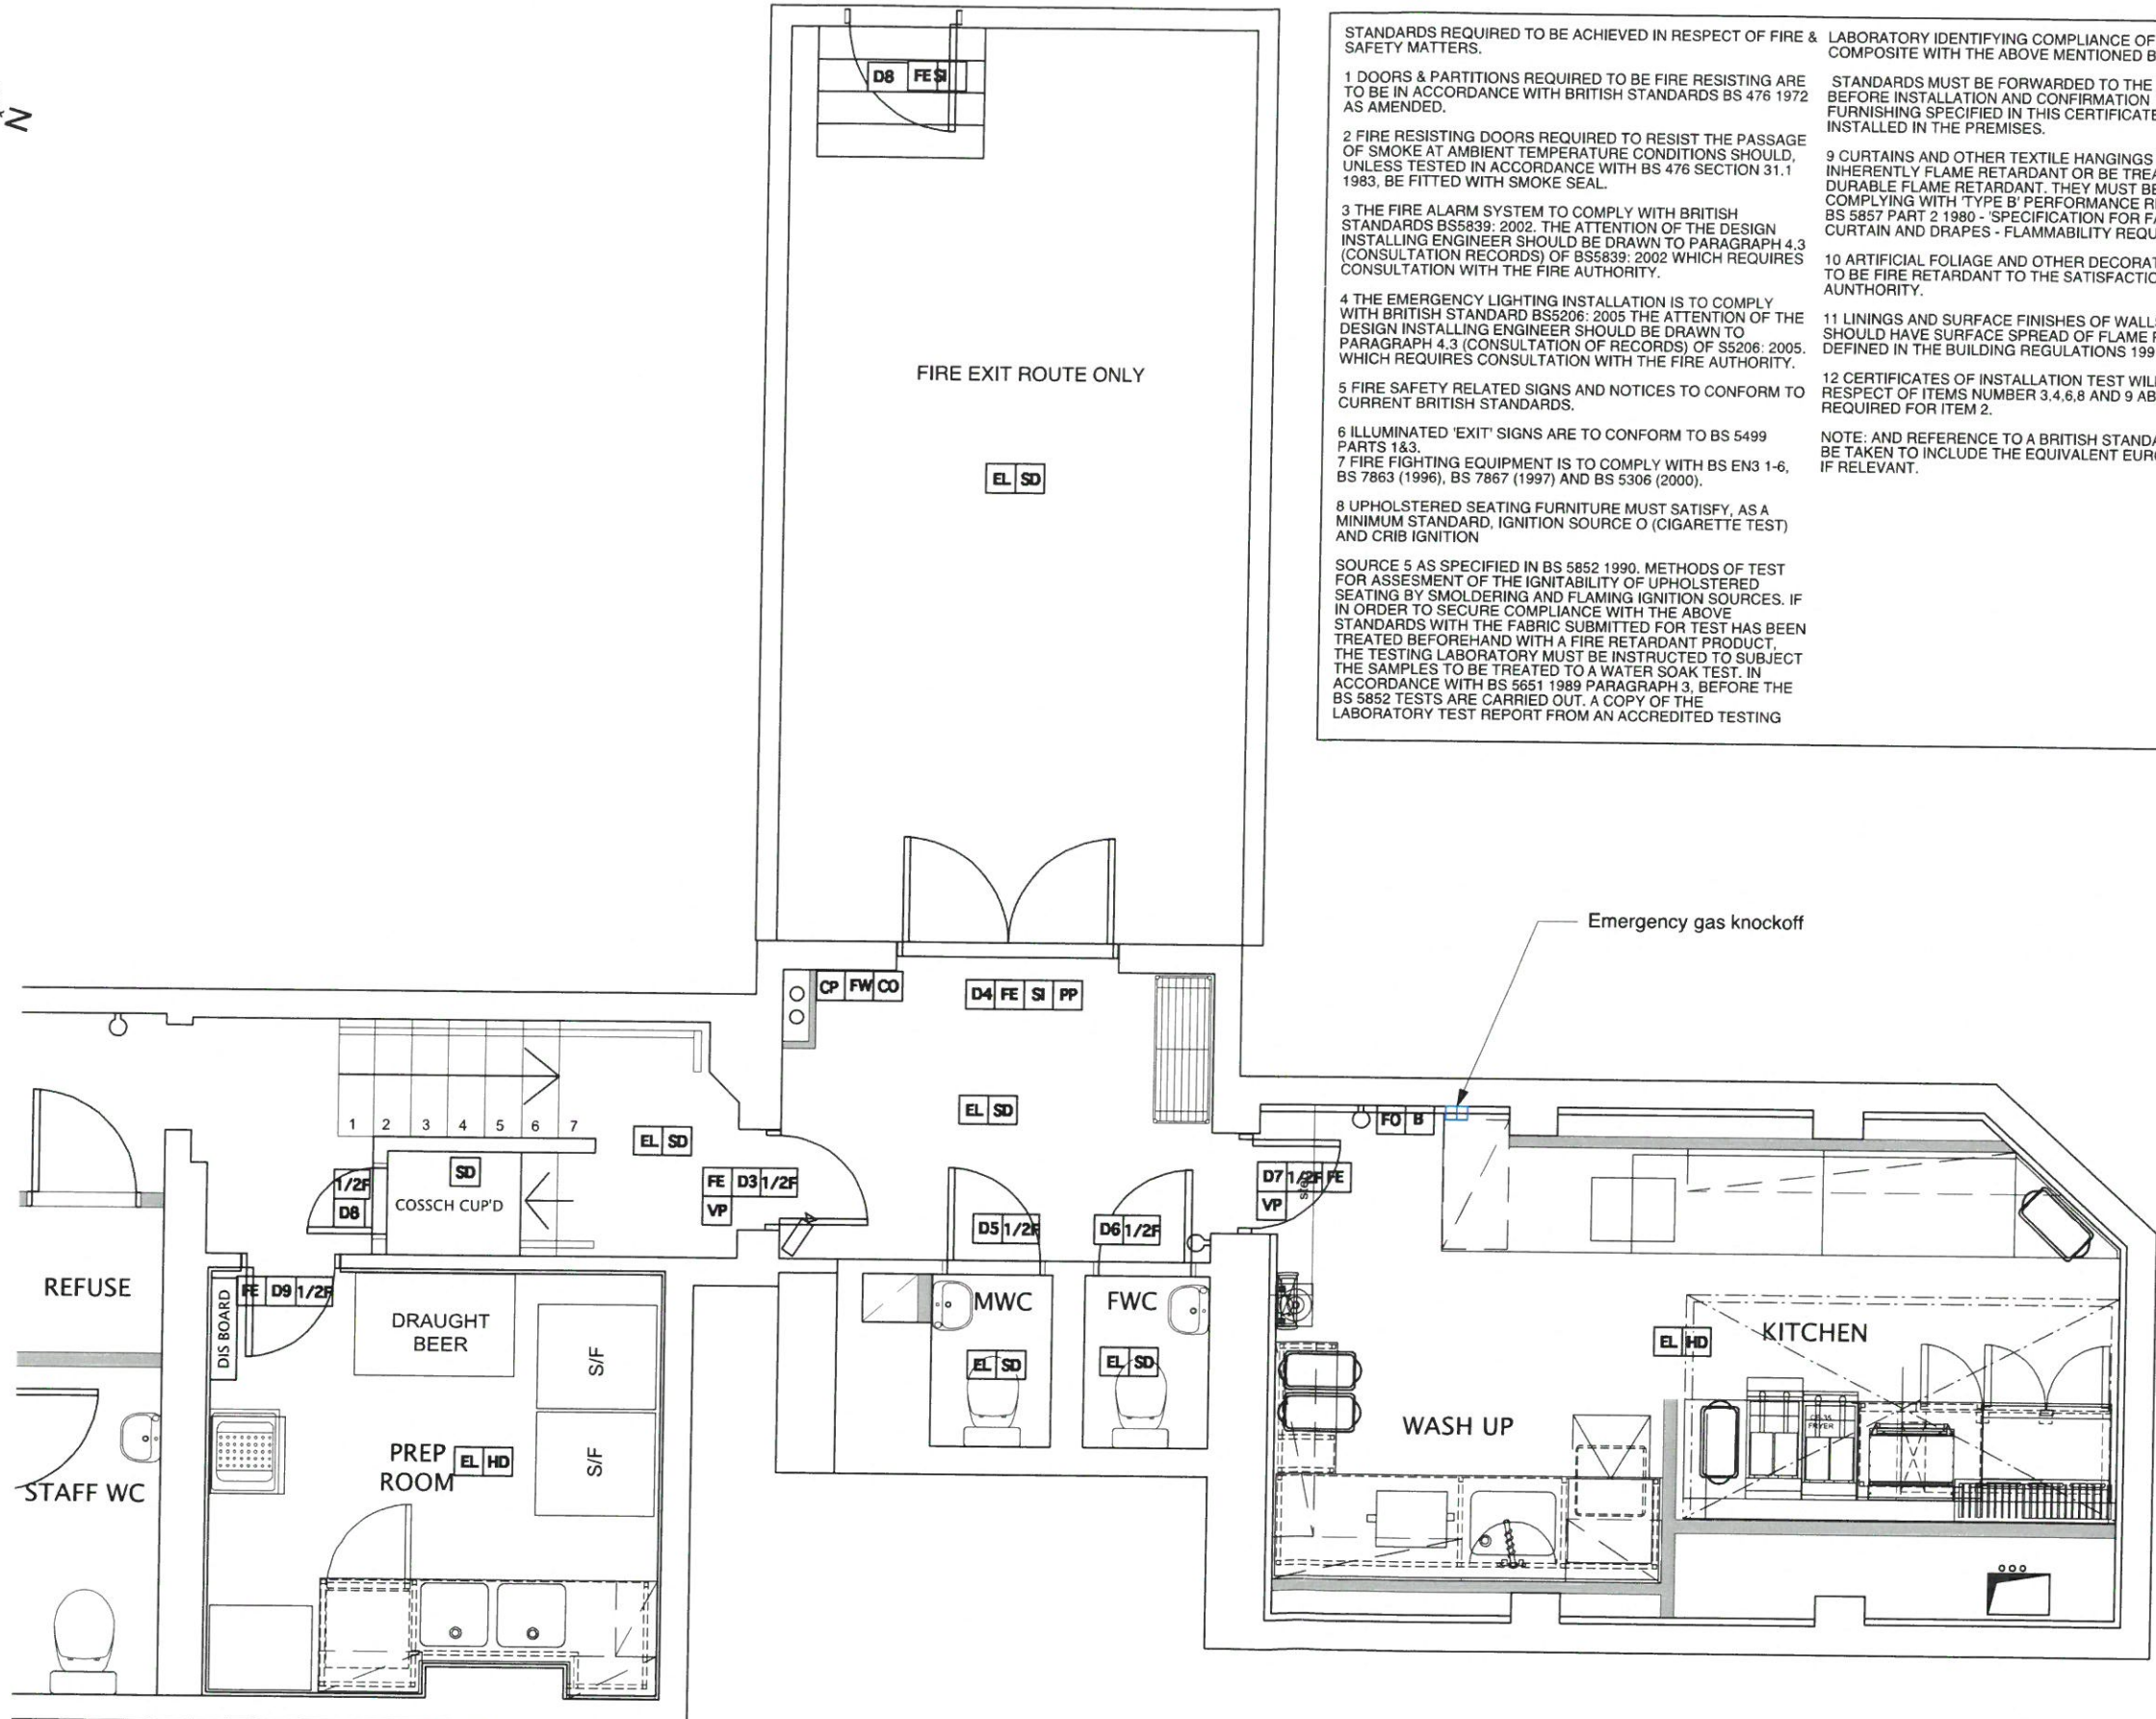 N
STANDARDS REQUIRED TO BE ACHIEVED IN RESPECT OF FIRE &
SAFETY MATTERS.
1 DOORS & PARTITIONS REQUIRED TO BE FIRE RESISTING ARE
TO BE IN ACCORDANCE WITH BRITISH STANDARDS BS 476 1972
AS AMENDED.
2 FIRE RESISTING DOORS REQUIRED TO RESIST THE PASSAGE
OF SMOKE AT AMBIENT TEMPERATURE CONDITIONS SHOULD,
UNLESS TESTED IN ACCORDANCE WITH BS 476 SECTION 31.1
1983, BE FITTED WITH SMOKE SEAL.
3 THE FIRE ALARM SYSTEM TO COMPLY WITH BRITISH
STANDARDS BS5839: 2002. THE ATTENTION OF THE DESIGN
INSTALLING ENGINEER SHOULD BE DRAWN TO PARAGRAPH 4.3
(CONSULTATION RECORDS) OF BS5839: 2002 WHICH REQUIRES
CONSULTATION WITH THE FIRE AUTHORITY.
4 THE EMERGENCY LIGHTING INSTALLATION IS TO COMPLY
WITH BRITISH STANDARD BS5206: 2005 THE ATTENTION OF THE
DESIGN INSTALLING ENGINEER SHOULD BE DRAWN TO
PARAGRAPH 4.3 (CONSULTATION OF RECORDS) OF S5206: 2005.
WHICH REQUIRES CONSULTATION WITH THE FIRE AUTHORITY.
5 FIRE SAFETY RELATED SIGNS AND NOTICES TO CONFORM TO
CURRENT BRITISH STANDARDS.
6 ILLUMINATED 'EXIT' SIGNS ARE TO CONFORM TO BS 5499
PARTS 1&3.
7 FIRE FIGHTING EQUIPMENT IS TO COMPLY WITH BS EN3 1-6,
BS 7863 (1996), BS 7867 (1997) AND BS 5306 (2000).
8 UPHOLSTERED SEATING FURNITURE MUST SATISFY, AS A
MINIMUM STANDARD, IGNITION SOURCE O (CIGARETTE TEST)
AND CRIB IGNITION
SOURCE 5 AS SPECIFIED IN BS 5852 1990. METHODS OF TEST
FOR ASSESMENT OF THE IGNITABILITY OF UPHOLSTERED
SEATING BY SMOLDERING AND FLAMING IGNITION SOURCES. IF
IN ORDER TO SECURE COMPLIANCE WITH THE ABOVE
STANDARDS WITH THE FABRIC SUBMITTED FOR TEST HAS BEEN
TREATED BEFOREHAND WITH A FIRE RETARDANT PRODUCT,
THE TESTING LABORATORY MUST BE INSTRUCTED TO SUBJECT
THE SAMPLES TO BE TREATED TO A WATER SOAK TEST. IN
ACCORDANCE WITH BS 5651 1989 PARAGRAPH 3, BEFORE THE
BS 5852 TESTS ARE CARRIED OUT. A COPY OF THE
LABORATORY TEST REPORT FROM AN ACCREDITED TESTING
LABORATORY IDENTIFYING COMPLIANCE OF
COMPOSITE WITH THE ABOVE MENTIONED
STANDARDS MUST BE FORWARDED TO THE
BEFORE INSTALLATION AND CONFIRMATION
FURNISHING SPECIFIED IN THIS CERTIFICATE
INSTALLED IN THE PREMISES.
9 CURTAINS AND OTHER TEXTILE HANGINGS
INHERENTLY FLAME RETARDANT OR BE
DURABLE FLAME RETARDANT. THEY MUST BE
COMPLYING WITH 'TYPE B' PERFORMANCE
BS 5857 PART 2 1980 - 'SPECIFICATION FOR
CURTAIN AND DRAPES - FLAMMABILITY
10 ARTIFICIAL FOLIAGE AND OTHER
TO BE FIRE RETARDANT TO THE
AUNTHORITY.
11 LININGS AND SURFACE FINISHES OF
SHOULD HAVE SURFACE SPREAD OF FLAME
DEFINED IN THE BUILDING REGULATIONS
12 CERTIFICATES OF INSTALLATION TEST
RESPECT OF ITEMS NUMBER 3,4,6,8 AND 9
REQUIRED FOR ITEM 2.
NOTE: AND REFERENCE TO A BRITISH
BE TAKEN TO INCLUDE THE EQUIVALENT
IF RELEVANT.
D8 FE SI
FIRE EXIT ROUTE ONLY
EL SD
Emergency gas knockoff
CP FW CO
D4 FE SI PP
EL SD
FO B
1 2 3 4 5 6 7
EL SD
SD
COSSCH CUP'D
1/2F
D8
FE D3 1/2F
VP
D7 1/2F FE
VP
step
D5 1/2F
D6 1/2F
REFUSE
DIS BOARD
FE D9 1/2F
DRAUGHT
BEER
S/F
S/F
MWC
FWC
EL SD
EL SD
EL HD
KITCHEN
FRYER
WASH UP
PREP
ROOM
EL HD
STAFF WC